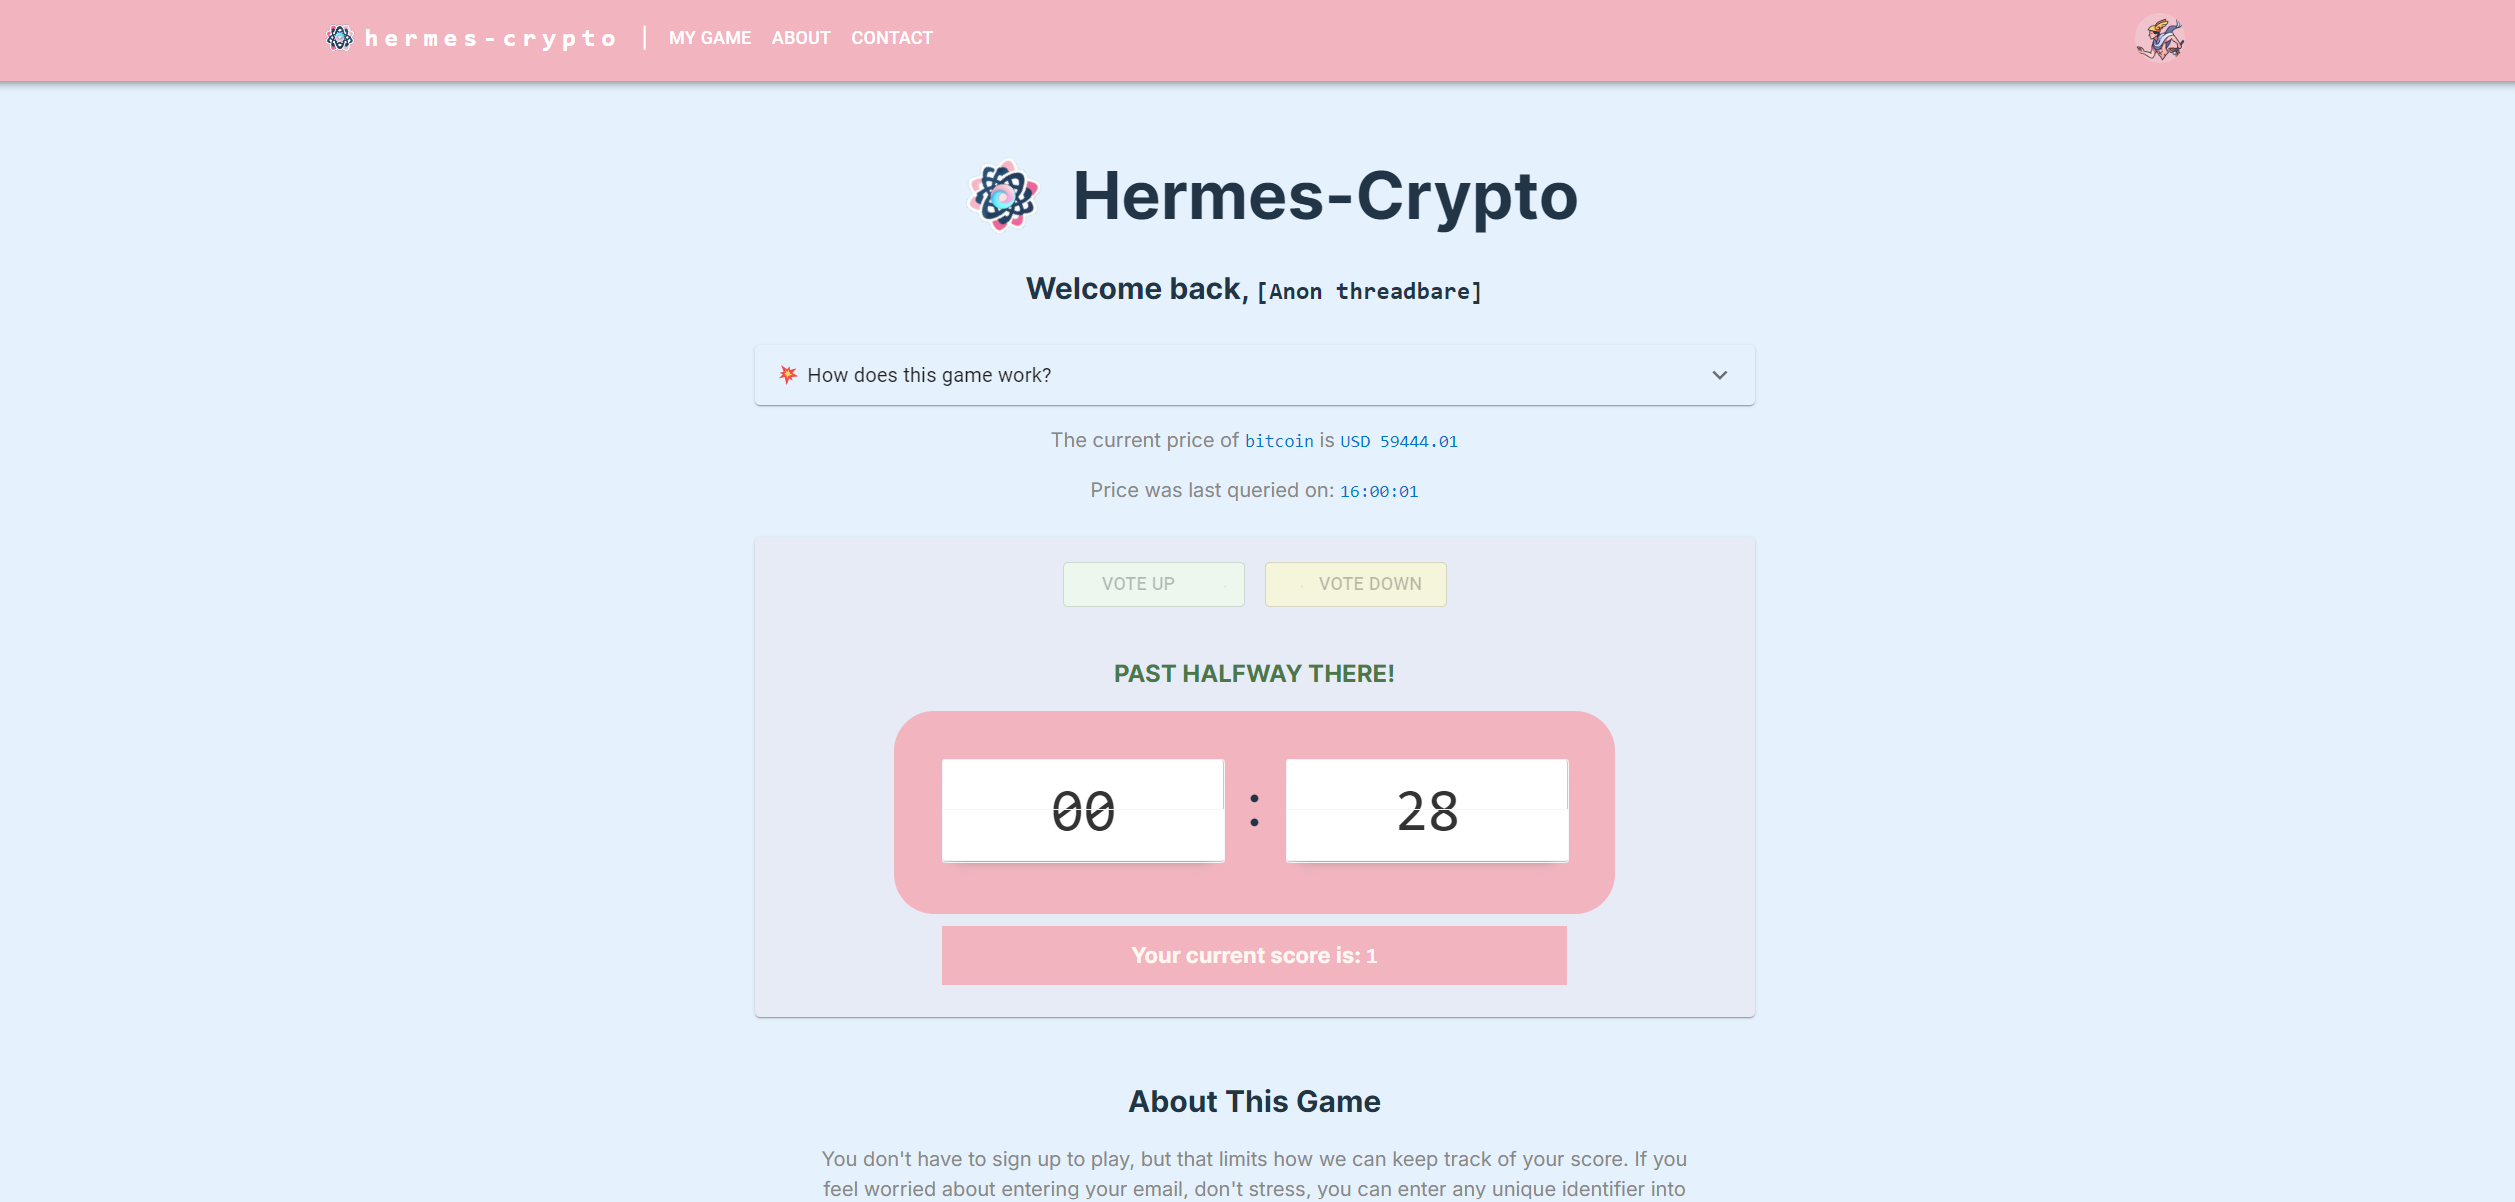 hermes-crypto | MY GAME ABOUT CONTACT
Hermes-Crypto
Welcome back, [Anon threadbare]
How does this game work?
The current price of bitcoin is USD 59444.01
Price was last queried on: 16:00:01
VOTE UP VOTE DOWN
PAST HALFWAY THERE!
00 : 28
Your current score is: 1
About This Game
You don't have to sign up to play, but that limits how we can keep track of your score. If you
feel worried about entering your email, don't stress, you can enter any unique identifier into